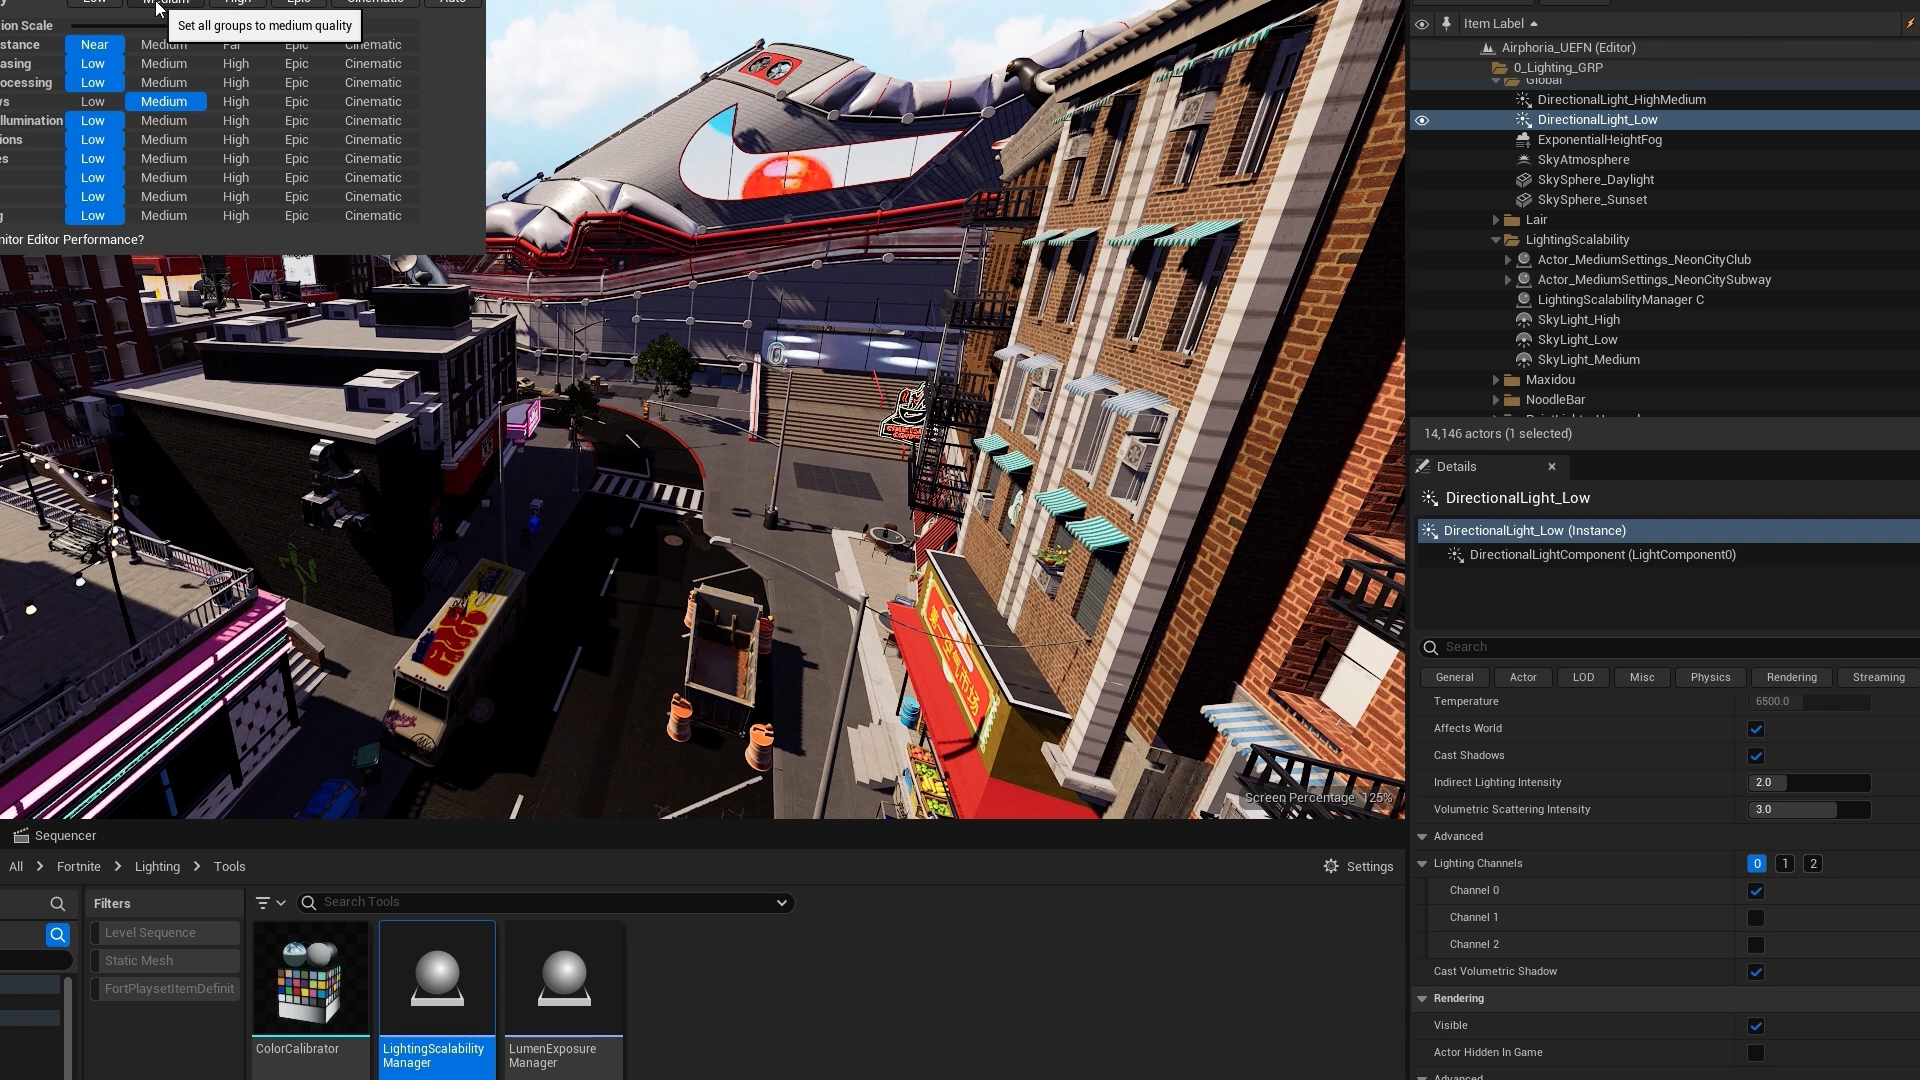 Set all groups to medium quality
ion Scale
stance Near Medium Far Epic Cinematic
asing Low Medium High Epic Cinematic
ocessing Low Medium High Epic Cinematic
ws Low Medium High Epic Cinematic
llumination Low Medium High Epic Cinematic
ions Low Medium High Epic Cinematic
es Low Medium High Epic Cinematic
Low Medium High Epic Cinematic
Low Medium High Epic Cinematic
g Low Medium High Epic Cinematic
nitor Editor Performance?
Screen Percentage 125%
Item Label
Airphoria_UEFN (Editor)
0_Lighting_GRP
Global
DirectionalLight_HighMedium
DirectionalLight_Low
ExponentialHeightFog
SkyAtmosphere
SkySphere_Daylight
SkySphere_Sunset
Lair
LightingScalability
Actor_MediumSettings_NeonCityClub
Actor_MediumSettings_NeonCitySubway
LightingScalabilityManager C
SkyLight_High
SkyLight_Low
SkyLight_Medium
Maxidou
NoodleBar
14,146 actors (1 selected)
Details
DirectionalLight_Low
DirectionalLight_Low (Instance)
DirectionalLightComponent (LightComponent0)
Search
General Actor LOD Misc Physics Rendering Streaming
Temperature 6500.0
Affects World
Cast Shadows
Indirect Lighting Intensity 2.0
Volumetric Scattering Intensity 3.0
Advanced
Lighting Channels 0 1 2
Channel 0
Channel 1
Channel 2
Cast Volumetric Shadow
Rendering
Visible
Actor Hidden In Game
Advanced
Sequencer
All Fortnite Lighting Tools
Settings
Filters
Level Sequence
Static Mesh
FortPlaysetItemDefinit
Search Tools
ColorCalibrator
LightingScalability
Manager
LumenExposure
Manager